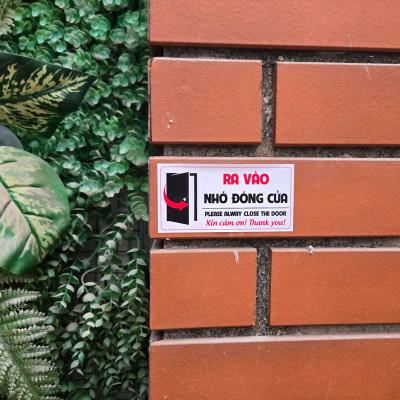 RA VÀO
NHỚ ĐÓNG CỬA
PLEASE ALWAY CLOSE THE DOOR
Xin cảm ơn! Thank you!